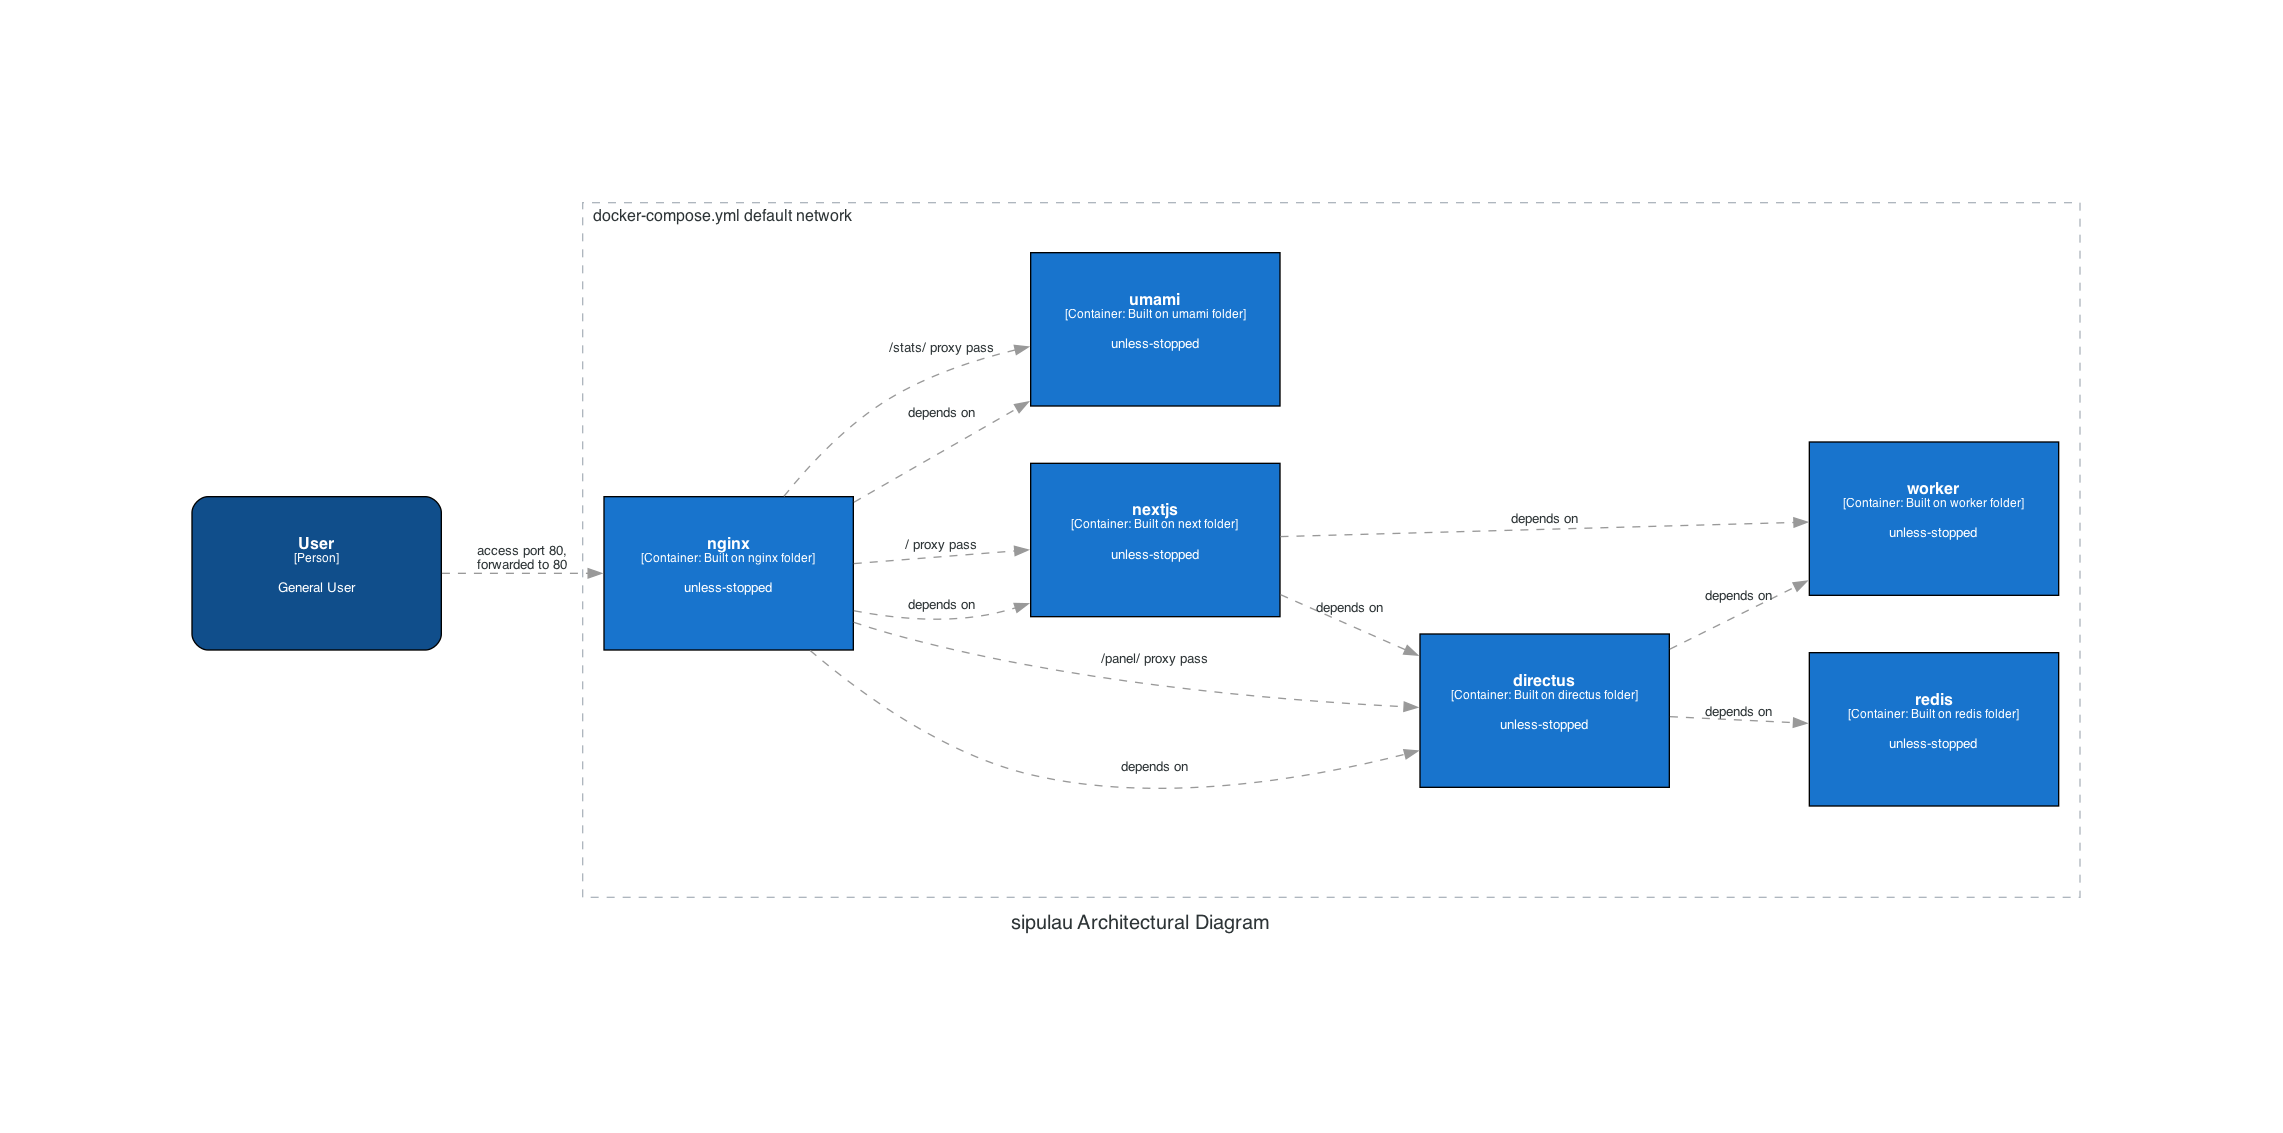 docker-compose.yml default network
umami
[Container: Built on umami folder]
unless-stopped
/stats/ proxy pass
depends on
User
[Person]
General User
access port 80,
forwarded to 80
nginx
[Container: Built on nginx folder]
unless-stopped
/ proxy pass
depends on
nextjs
[Container: Built on next folder]
unless-stopped
depends on
worker
[Container: Built on worker folder]
unless-stopped
depends on
depends on
/panel/ proxy pass
directus
[Container: Built on directus folder]
unless-stopped
depends on
redis
[Container: Built on redis folder]
unless-stopped
depends on
sipulau Architectural Diagram